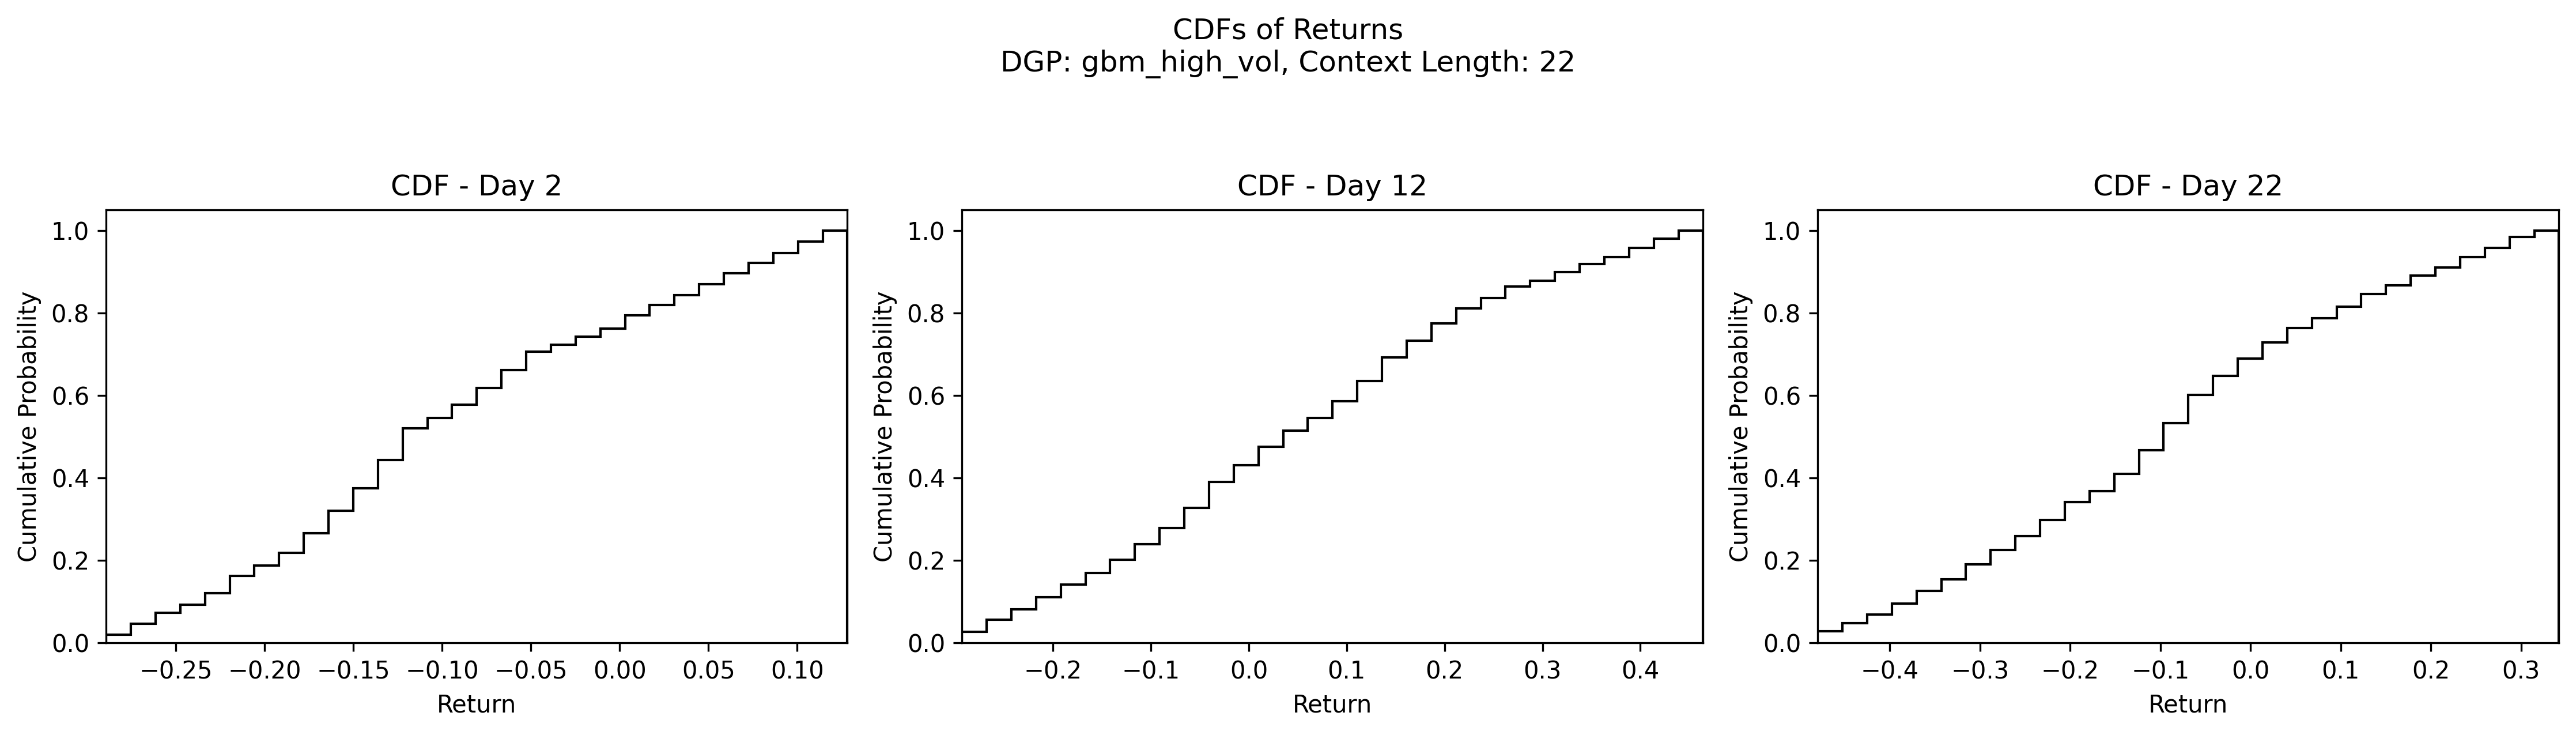 CDFs of Returns
DGP: gbm_high_vol, Context Length: 22
CDF - Day 2
Cumulative Probability
1.0
0.8
0.6
0.4
0.2
0.0
−0.25 −0.20 −0.15 −0.10 −0.05 0.00 0.05 0.10
Return
CDF - Day 12
Cumulative Probability
1.0
0.8
0.6
0.4
0.2
0.0
−0.2 −0.1 0.0 0.1 0.2 0.3 0.4
Return
CDF - Day 22
Cumulative Probability
1.0
0.8
0.6
0.4
0.2
0.0
−0.4 −0.3 −0.2 −0.1 0.0 0.1 0.2 0.3
Return